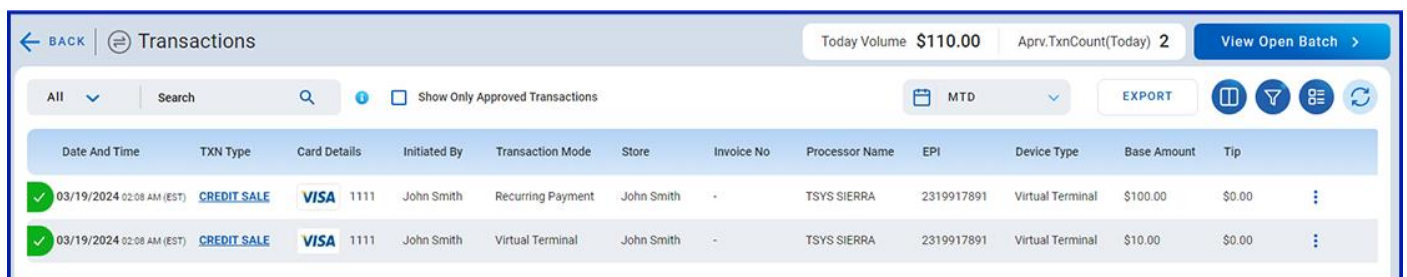 BACK Transactions Today Volume $110.00 Aprv.TxnCount(Today) 2 View Open Batch >
All Search Show Only Approved Transactions MTD EXPORT
Date And Time TXN Type Card Details Initiated By Transaction Mode Store Invoice No Processor Name EPI Device Type Base Amount Tip
03/19/2024 02:08 AM (EST) CREDIT SALE VISA 1111 John Smith Recurring Payment John Smith - TSYS SIERRA 2319917891 Virtual Terminal $100.00 $0.00
03/19/2024 02:08 AM (EST) CREDIT SALE VISA 1111 John Smith Virtual Terminal John Smith - TSYS SIERRA 2319917891 Virtual Terminal $10.00 $0.00